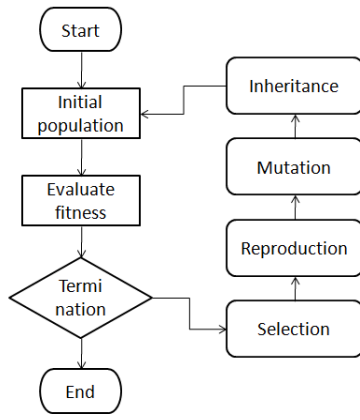 Start
Initial
population
Evaluate
fitness
Termi
nation
End
Inheritance
Mutation
Reproduction
Selection